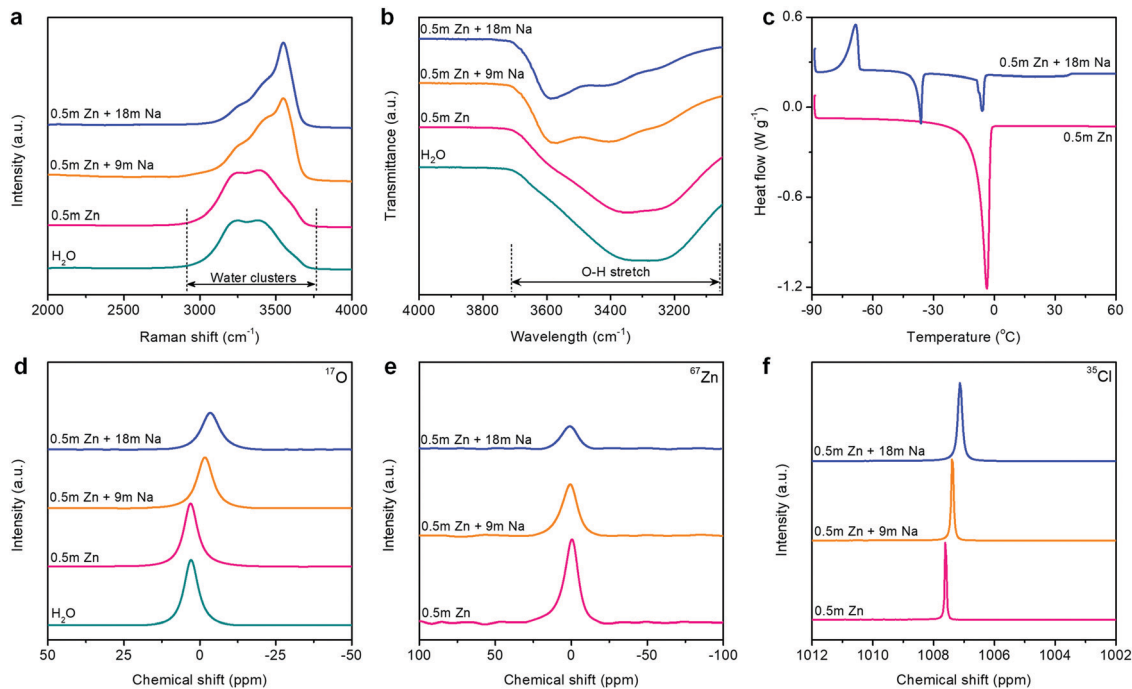 a
0.5m Zn + 18m Na
0.5m Zn + 9m Na
0.5m Zn
H₂O
Water clusters
Intensity (a.u.)
2000 2500 3000 3500 4000
Raman shift (cm⁻¹)
b
0.5m Zn + 18m Na
0.5m Zn + 9m Na
0.5m Zn
H₂O
O-H stretch
Transmittance (a.u.)
4000 3800 3600 3400 3200
Wavelength (cm⁻¹)
c
0.6
0.0
-0.6
-1.2
0.5m Zn + 18m Na
0.5m Zn
Heat flow (W g⁻¹)
-90 -60 -30 0 30 60
Temperature (°C)
d
¹⁷O
0.5m Zn + 18m Na
0.5m Zn + 9m Na
0.5m Zn
H₂O
Intensity (a.u.)
50 25 0 -25 -50
Chemical shift (ppm)
e
⁶⁷Zn
0.5m Zn + 18m Na
0.5m Zn + 9m Na
0.5m Zn
Intensity (a.u.)
100 50 0 -50 -100
Chemical shift (ppm)
f
³⁵Cl
0.5m Zn + 18m Na
0.5m Zn + 9m Na
0.5m Zn
Intensity (a.u.)
1012 1010 1008 1006 1004 1002
Chemical shift (ppm)